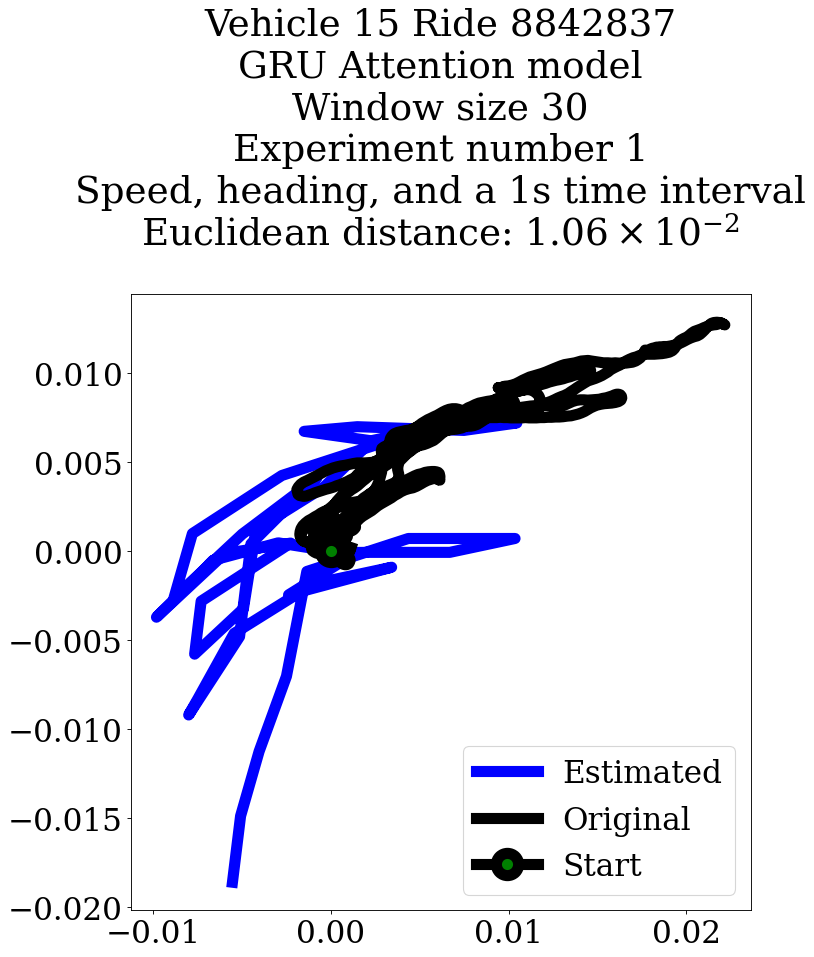 Vehicle 15 Ride 8842837
GRU Attention model
Window size 30
Experiment number 1
Speed, heading, and a 1s time interval
Euclidean distance: 1.06 × 10⁻²
0.010
0.005
0.000
−0.005
−0.010
−0.015
−0.020
−0.01 0.00 0.01 0.02
Estimated
Original
Start